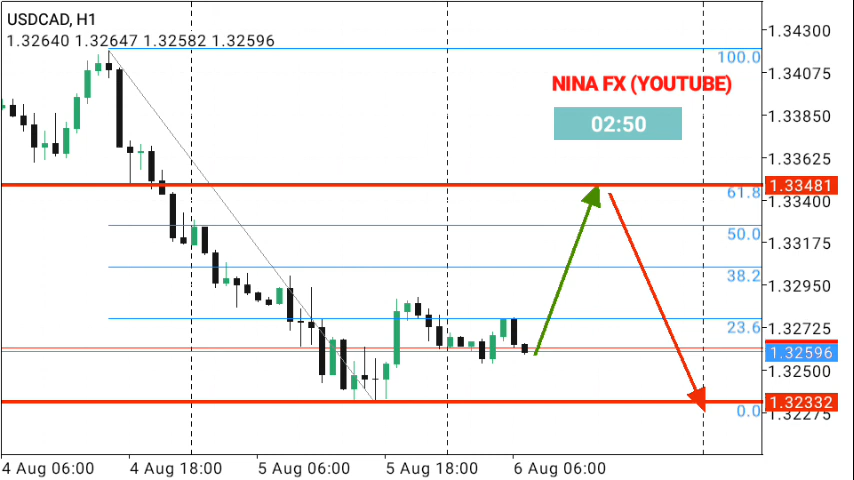 USDCAD, H1
1.32640 1.32647 1.32582 1.32596
NINA FX (YOUTUBE)
02:50
100.0
61.8
50.0
38.2
23.6
0.0
1.34300
1.34075
1.33850
1.33625
1.33481
1.33400
1.33175
1.32950
1.32725
1.32596
1.32500
1.32332
1.32275
4 Aug 06:00
4 Aug 18:00
5 Aug 06:00
5 Aug 18:00
6 Aug 06:00